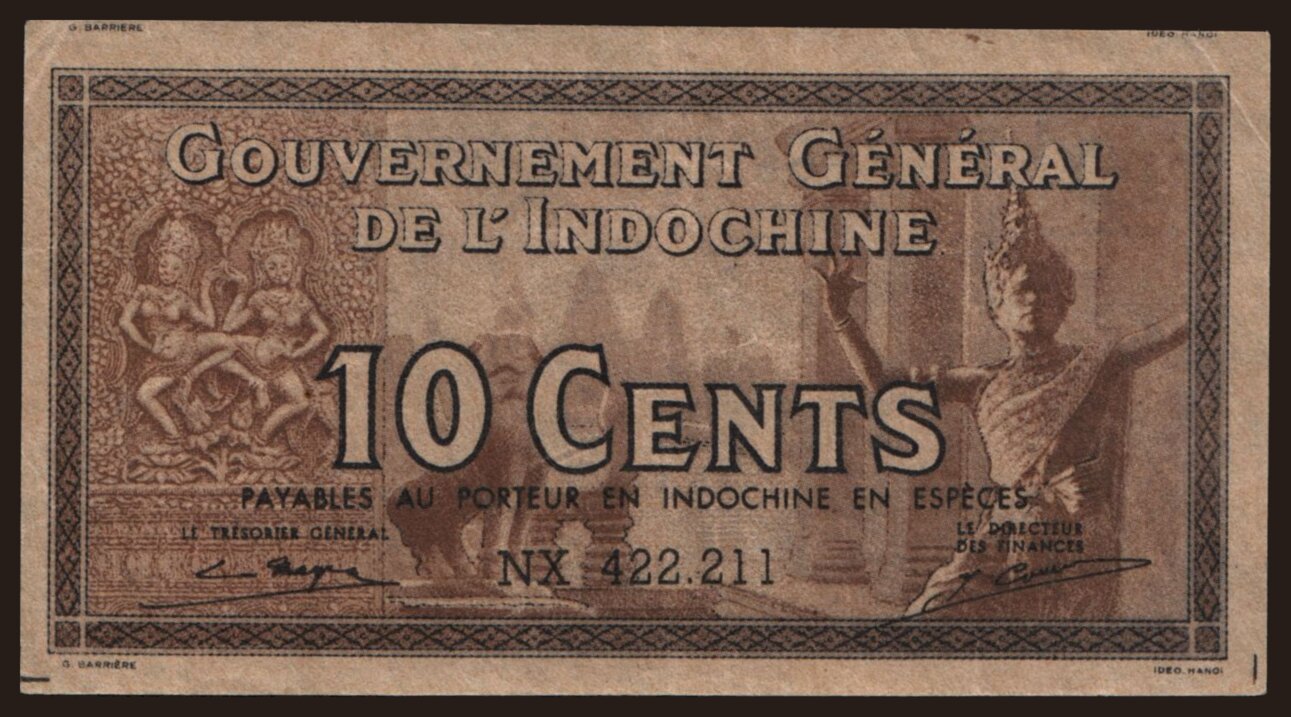 G. BARRIÈRE
IDEO. HANOI
GOUVERNEMENT GÉNÉRAL
DE L'INDOCHINE
10 CENTS
PAYABLES AU PORTEUR EN INDOCHINE EN ESPÈCES
LE TRÉSORIER GÉNÉRAL
LE DIRECTEUR
DES FINANCES
NX 422.211
G. BARRIÈRE
IDEO. HANOI